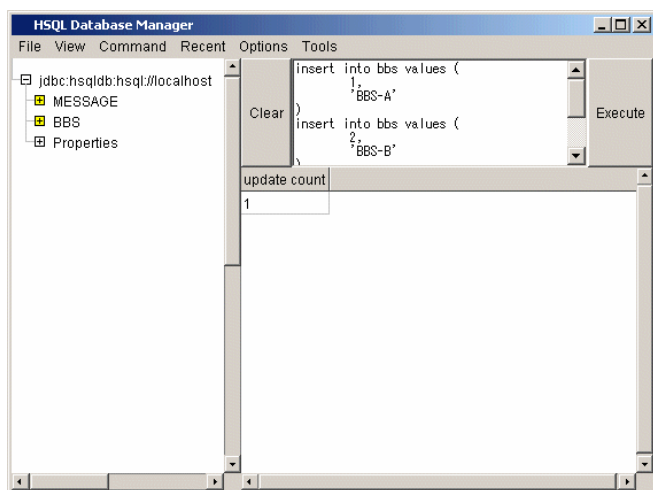 HSQL Database Manager
File View Command Recent Options Tools
jdbc:hsqldb:hsql://localhost
MESSAGE
BBS
Properties
Clear
insert into bbs values (
1,
'BBS-A'
)
insert into bbs values (
2,
'BBS-B'
)
Execute
update count
1